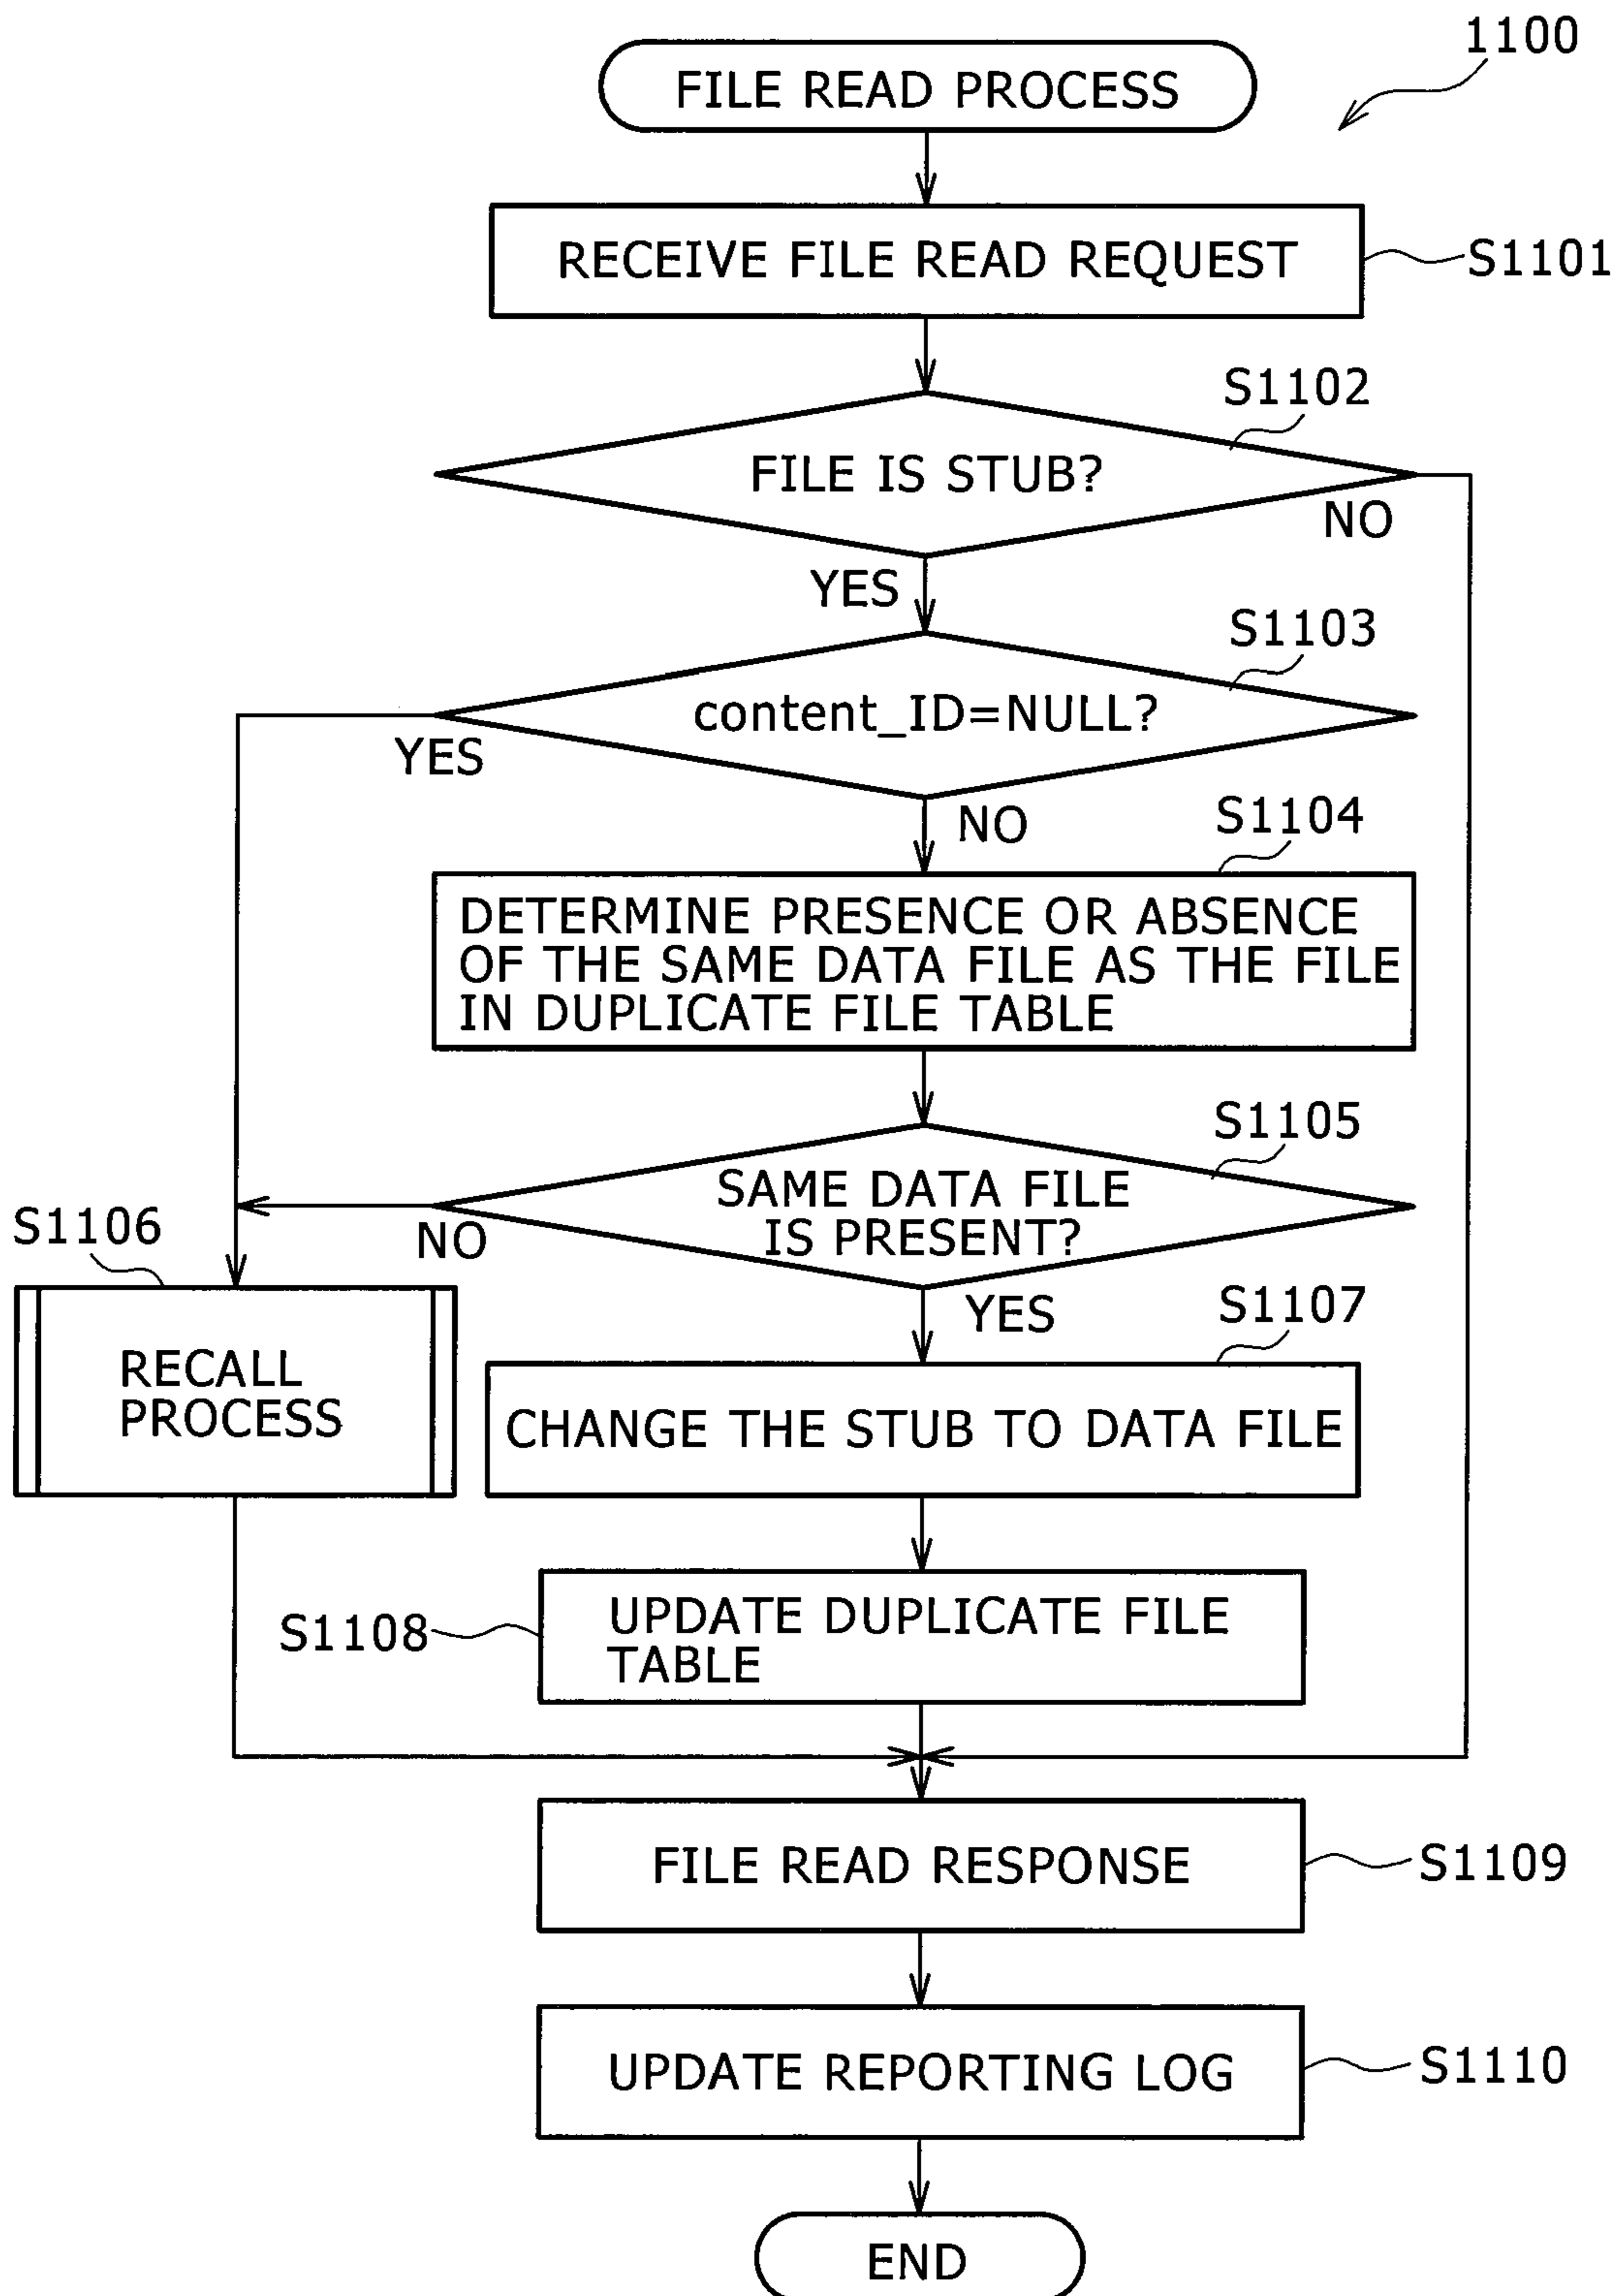 1100
FILE READ PROCESS
RECEIVE FILE READ REQUEST
S1101
S1102
FILE IS STUB?
NO
YES
S1103
content_ID=NULL?
YES
NO
S1104
DETERMINE PRESENCE OR ABSENCE
OF THE SAME DATA FILE AS THE FILE
IN DUPLICATE FILE TABLE
S1105
SAME DATA FILE
IS PRESENT?
NO
YES
S1106
RECALL
PROCESS
S1107
CHANGE THE STUB TO DATA FILE
S1108
UPDATE DUPLICATE FILE
TABLE
FILE READ RESPONSE
S1109
UPDATE REPORTING LOG
S1110
END